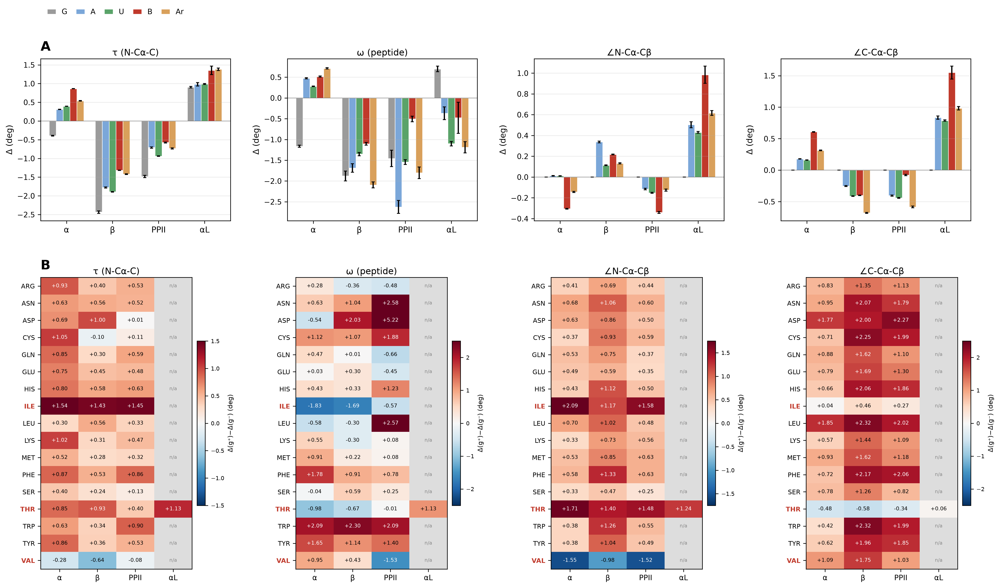 G A U B Ar
A
τ (N-Cα-C)
Δ (deg)
1.5
1.0
0.5
0.0
−0.5
−1.0
−1.5
−2.0
−2.5
α β PPII αL
ω (peptide)
Δ (deg)
0.5
0.0
−0.5
−1.0
−1.5
−2.0
−2.5
α β PPII αL
∠N-Cα-Cβ
Δ (deg)
1.0
0.8
0.6
0.4
0.2
0.0
−0.2
−0.4
α β PPII αL
∠C-Cα-Cβ
Δ (deg)
1.5
1.0
0.5
0.0
−0.5
α β PPII αL
B
τ (N-Cα-C)
ARG +0.93 +0.40 +0.53 n/a
ASN +0.63 +0.56 +0.52 n/a
ASP +0.69 +1.00 +0.01 n/a
CYS +1.05 -0.10 +0.11 n/a
GLN +0.85 +0.30 +0.59 n/a
GLU +0.75 +0.45 +0.48 n/a
HIS +0.80 +0.58 +0.63 n/a
ILE +1.54 +1.43 +1.45 n/a
LEU +0.30 +0.56 +0.33 n/a
LYS +1.02 +0.31 +0.47 n/a
MET +0.52 +0.28 +0.32 n/a
PHE +0.87 +0.53 +0.86 n/a
SER +0.40 +0.24 +0.13 n/a
THR +0.85 +0.93 +0.40 +1.13
TRP +0.63 +0.34 +0.90 n/a
TYR +0.86 +0.36 +0.53 n/a
VAL -0.28 -0.64 -0.08 n/a
α β PPII αL
1.5
1.0
0.5
0.0
−0.5
−1.0
−1.5
Δ(g⁺)−Δ(g⁻) (deg)
ω (peptide)
ARG +0.28 -0.36 -0.48 n/a
ASN +0.63 +1.04 +2.58 n/a
ASP -0.54 +2.03 +5.22 n/a
CYS +1.12 +1.07 +1.88 n/a
GLN +0.47 +0.01 -0.66 n/a
GLU +0.03 +0.30 -0.45 n/a
HIS +0.43 +0.33 +1.23 n/a
ILE -1.83 -1.69 -0.57 n/a
LEU -0.58 -0.30 +2.57 n/a
LYS +0.55 -0.30 +0.08 n/a
MET +0.91 +0.22 +0.08 n/a
PHE +1.78 +0.91 +0.78 n/a
SER -0.04 +0.59 +0.25 n/a
THR -0.98 -0.67 -0.01 +1.13
TRP +2.09 +2.30 +2.09 n/a
TYR +1.65 +1.14 +1.40 n/a
VAL +0.95 +0.43 -1.53 n/a
α β PPII αL
2
1
0
−1
−2
Δ(g⁺)−Δ(g⁻) (deg)
∠N-Cα-Cβ
ARG +0.41 +0.69 +0.44 n/a
ASN +0.68 +1.06 +0.60 n/a
ASP +0.63 +0.86 +0.50 n/a
CYS +0.37 +0.93 +0.59 n/a
GLN +0.53 +0.75 +0.37 n/a
GLU +0.49 +0.59 +0.35 n/a
HIS +0.43 +1.12 +0.50 n/a
ILE +2.09 +1.17 +1.58 n/a
LEU +0.70 +1.02 +0.48 n/a
LYS +0.33 +0.73 +0.56 n/a
MET +0.53 +0.85 +0.63 n/a
PHE +0.58 +1.33 +0.63 n/a
SER +0.33 +0.47 +0.25 n/a
THR +1.71 +1.40 +1.48 +1.24
TRP +0.38 +1.26 +0.55 n/a
TYR +0.38 +1.04 +0.49 n/a
VAL -1.55 -0.98 -1.52 n/a
α β PPII αL
1.5
1.0
0.5
0.0
−0.5
−1.0
−1.5
Δ(g⁺)−Δ(g⁻) (deg)
∠C-Cα-Cβ
ARG +0.83 +1.35 +1.13 n/a
ASN +0.95 +2.07 +1.79 n/a
ASP +1.77 +2.00 +2.27 n/a
CYS +0.71 +2.25 +1.99 n/a
GLN +0.88 +1.62 +1.10 n/a
GLU +0.79 +1.69 +1.30 n/a
HIS +0.66 +2.06 +1.86 n/a
ILE +0.04 +0.46 +0.27 n/a
LEU +1.85 +2.32 +2.02 n/a
LYS +0.57 +1.44 +1.09 n/a
MET +0.93 +1.62 +1.18 n/a
PHE +0.72 +2.17 +2.06 n/a
SER +0.78 +1.26 +0.82 n/a
THR -0.48 -0.58 -0.34 +0.06
TRP +0.42 +2.32 +1.99 n/a
TYR +0.62 +1.96 +1.85 n/a
VAL +1.09 +1.75 +1.03 n/a
α β PPII αL
2
1
0
−1
−2
Δ(g⁺)−Δ(g⁻) (deg)